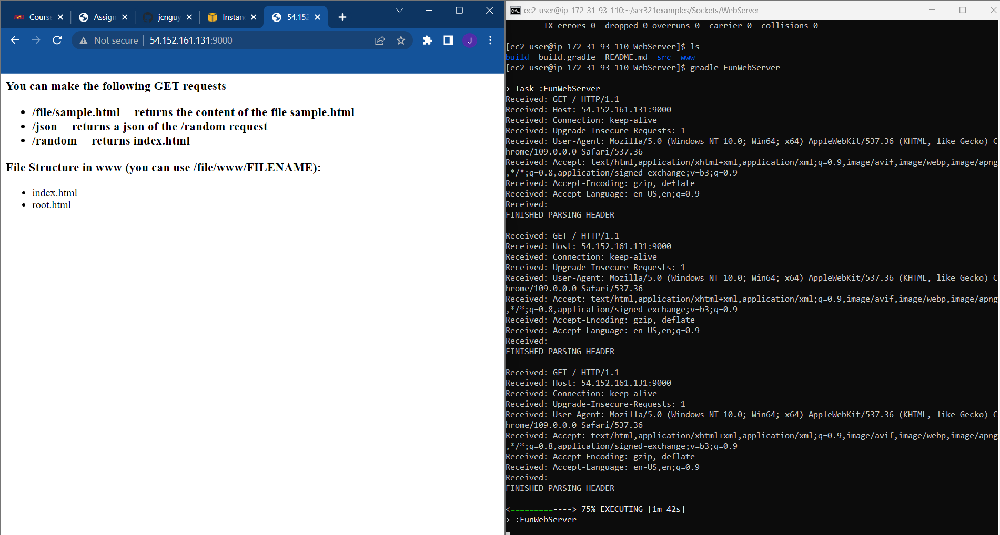 Course
Assign
jcnguy
Instan
54.152
Not secure | 54.152.161.131:9000
J
You can make the following GET requests
• /file/sample.html -- returns the content of the file sample.html
• /json -- returns a json of the /random request
• /random -- returns index.html
File Structure in www (you can use /file/www/FILENAME):
• index.html
• root.html
ec2-user@ip-172-31-93-110:~/ser321examples/Sockets/WebServer
TX errors 0  dropped 0 overruns 0  carrier 0  collisions 0
[ec2-user@ip-172-31-93-110 WebServer]$ ls
build  build.gradle  README.md  src  www
[ec2-user@ip-172-31-93-110 WebServer]$ gradle FunWebServer
> Task :FunWebServer
Received: GET / HTTP/1.1
Received: Host: 54.152.161.131:9000
Received: Connection: keep-alive
Received: Upgrade-Insecure-Requests: 1
Received: User-Agent: Mozilla/5.0 (Windows NT 10.0; Win64; x64) AppleWebKit/537.36 (KHTML, like Gecko) C
hrome/109.0.0.0 Safari/537.36
Received: Accept: text/html,application/xhtml+xml,application/xml;q=0.9,image/avif,image/webp,image/apng
,*/*;q=0.8,application/signed-exchange;v=b3;q=0.9
Received: Accept-Encoding: gzip, deflate
Received: Accept-Language: en-US,en;q=0.9
Received:
FINISHED PARSING HEADER
Received: GET / HTTP/1.1
Received: Host: 54.152.161.131:9000
Received: Connection: keep-alive
Received: Upgrade-Insecure-Requests: 1
Received: User-Agent: Mozilla/5.0 (Windows NT 10.0; Win64; x64) AppleWebKit/537.36 (KHTML, like Gecko) C
hrome/109.0.0.0 Safari/537.36
Received: Accept: text/html,application/xhtml+xml,application/xml;q=0.9,image/avif,image/webp,image/apng
,*/*;q=0.8,application/signed-exchange;v=b3;q=0.9
Received: Accept-Encoding: gzip, deflate
Received: Accept-Language: en-US,en;q=0.9
Received:
FINISHED PARSING HEADER
Received: GET / HTTP/1.1
Received: Host: 54.152.161.131:9000
Received: Connection: keep-alive
Received: Upgrade-Insecure-Requests: 1
Received: User-Agent: Mozilla/5.0 (Windows NT 10.0; Win64; x64) AppleWebKit/537.36 (KHTML, like Gecko) C
hrome/109.0.0.0 Safari/537.36
Received: Accept: text/html,application/xhtml+xml,application/xml;q=0.9,image/avif,image/webp,image/apng
,*/*;q=0.8,application/signed-exchange;v=b3;q=0.9
Received: Accept-Encoding: gzip, deflate
Received: Accept-Language: en-US,en;q=0.9
Received:
FINISHED PARSING HEADER
<=========----> 75% EXECUTING [1m 42s]
> :FunWebServer